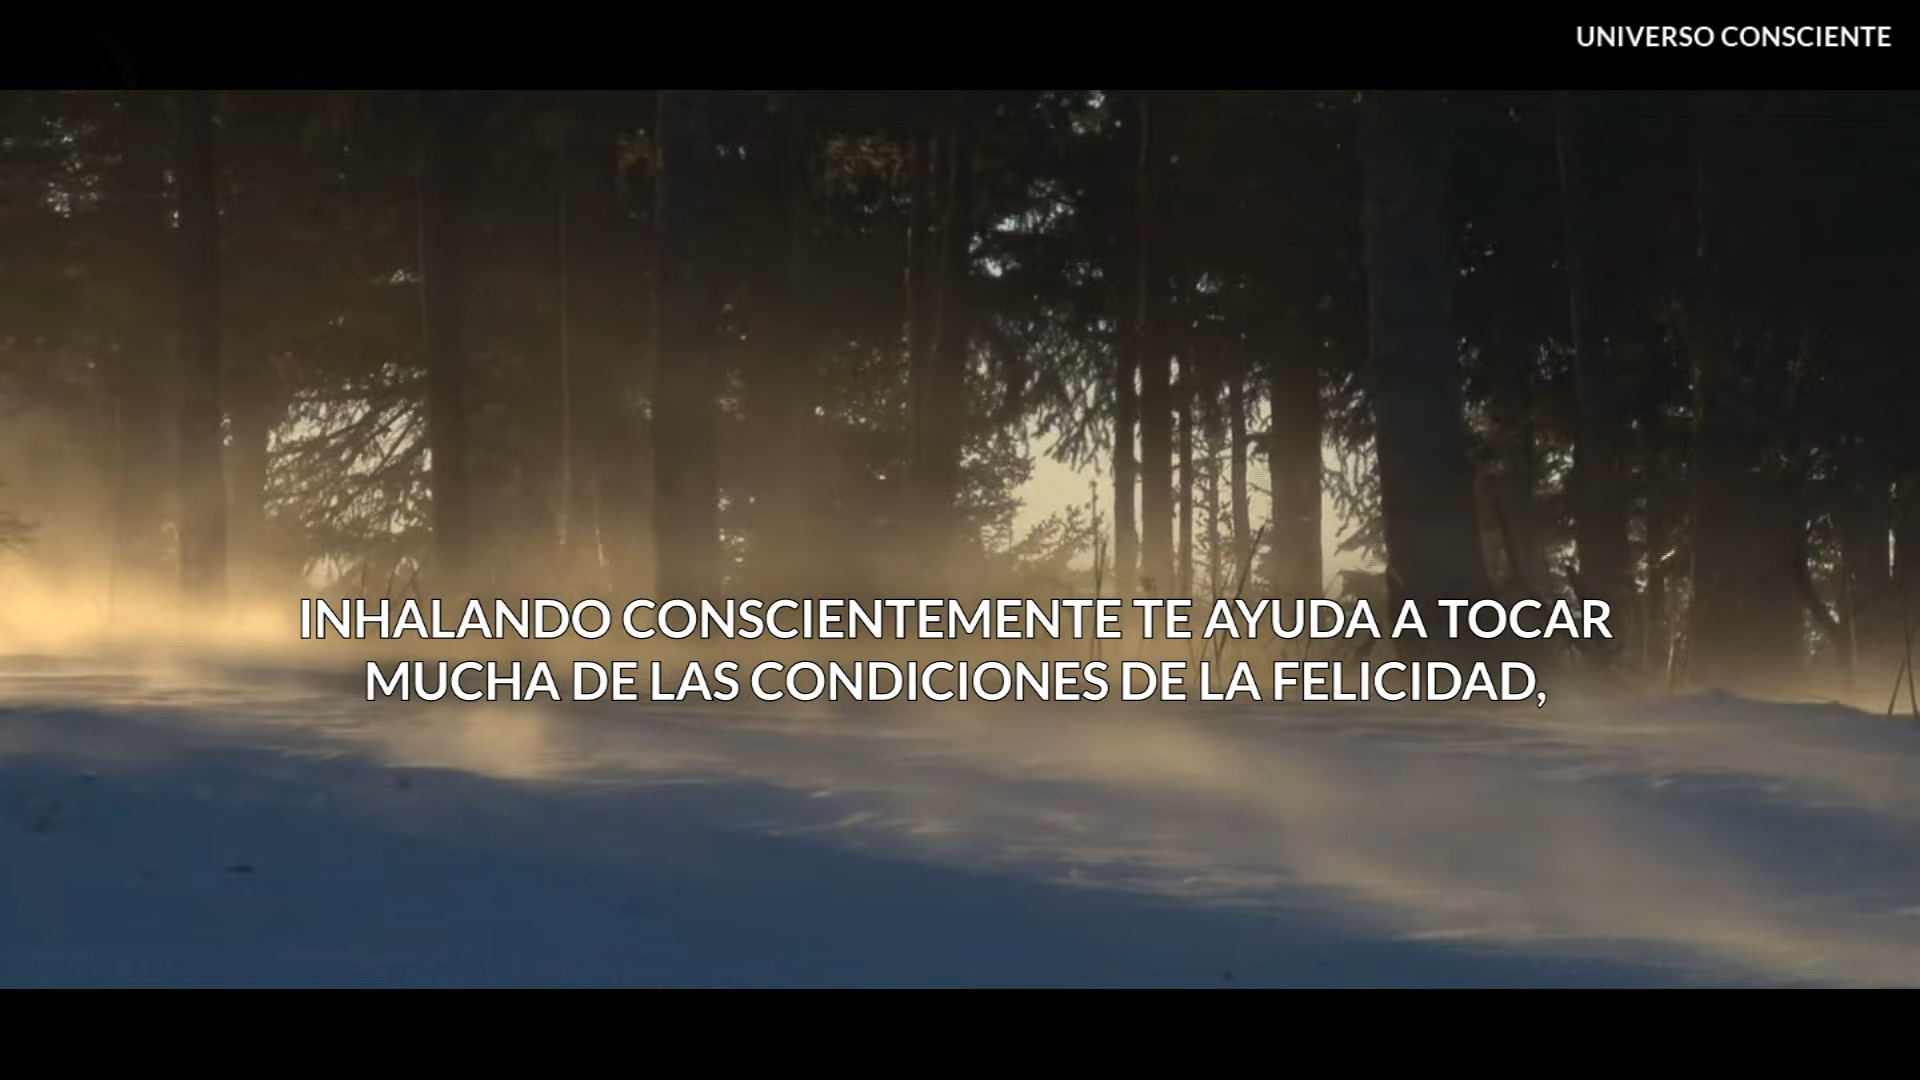 UNIVERSO CONSCIENTE
INHALANDO CONSCIENTEMENTE TE AYUDA A TOCAR
MUCHA DE LAS CONDICIONES DE LA FELICIDAD,